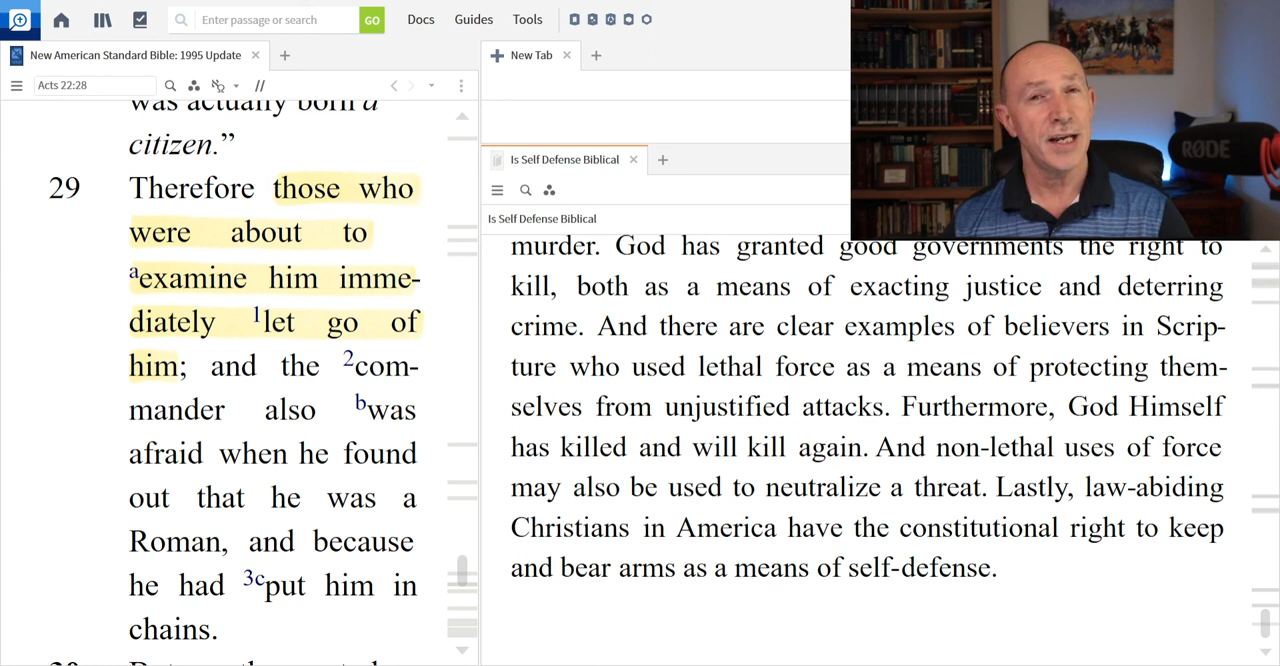 Enter passage or search
GO
Docs Guides Tools
New American Standard Bible: 1995 Update
New Tab
Acts 22:28
was actually born a
citizen.”
29 Therefore those who
were about to
aexamine him imme-
diately 1let go of
him; and the 2com-
mander also bwas
afraid when he found
out that he was a
Roman, and because
he had 3cput him in
chains.
Is Self Defense Biblical
Is Self Defense Biblical
murder. God has granted good governments the right to
kill, both as a means of exacting justice and deterring
crime. And there are clear examples of believers in Scrip-
ture who used lethal force as a means of protecting them-
selves from unjustified attacks. Furthermore, God Himself
has killed and will kill again. And non-lethal uses of force
may also be used to neutralize a threat. Lastly, law-abiding
Christians in America have the constitutional right to keep
and bear arms as a means of self-defense.
RØDE